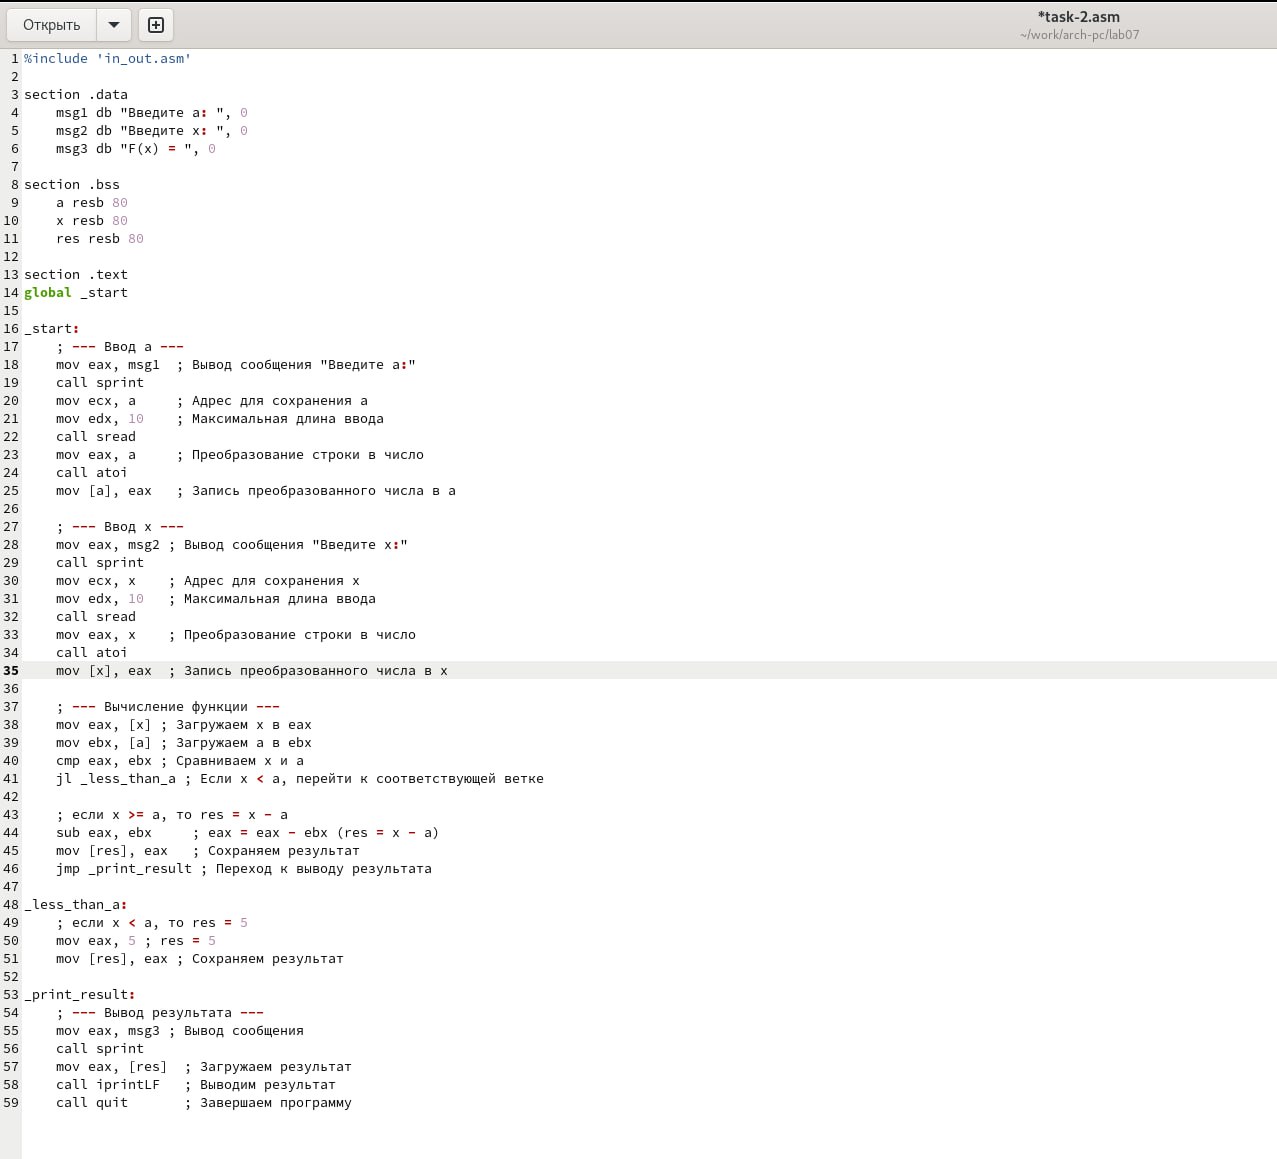 Открыть
*task-2.asm
~/work/arch-pc/lab07
1 %include 'in_out.asm'
2
3 section .data
4     msg1 db "Введите a: ", 0
5     msg2 db "Введите x: ", 0
6     msg3 db "F(x) = ", 0
7
8 section .bss
9     a resb 80
10     x resb 80
11     res resb 80
12
13 section .text
14 global _start
15
16 _start:
17     ; --- Ввод a ---
18     mov eax, msg1  ; Вывод сообщения "Введите a:"
19     call sprint
20     mov ecx, a     ; Адрес для сохранения a
21     mov edx, 10    ; Максимальная длина ввода
22     call sread
23     mov eax, a     ; Преобразование строки в число
24     call atoi
25     mov [a], eax   ; Запись преобразованного числа в a
26
27     ; --- Ввод x ---
28     mov eax, msg2 ; Вывод сообщения "Введите x:"
29     call sprint
30     mov ecx, x    ; Адрес для сохранения x
31     mov edx, 10   ; Максимальная длина ввода
32     call sread
33     mov eax, x    ; Преобразование строки в число
34     call atoi
35     mov [x], eax  ; Запись преобразованного числа в x
36
37     ; --- Вычисление функции ---
38     mov eax, [x] ; Загружаем x в eax
39     mov ebx, [a] ; Загружаем a в ebx
40     cmp eax, ebx ; Сравниваем x и a
41     jl _less_than_a ; Если x < a, перейти к соответствующей ветке
42
43     ; если x >= a, то res = x - a
44     sub eax, ebx     ; eax = eax - ebx (res = x - a)
45     mov [res], eax   ; Сохраняем результат
46     jmp _print_result ; Переход к выводу результата
47
48 _less_than_a:
49     ; если x < a, то res = 5
50     mov eax, 5 ; res = 5
51     mov [res], eax ; Сохраняем результат
52
53 _print_result:
54     ; --- Вывод результата ---
55     mov eax, msg3 ; Вывод сообщения
56     call sprint
57     mov eax, [res]  ; Загружаем результат
58     call iprintLF   ; Выводим результат
59     call quit       ; Завершаем программу